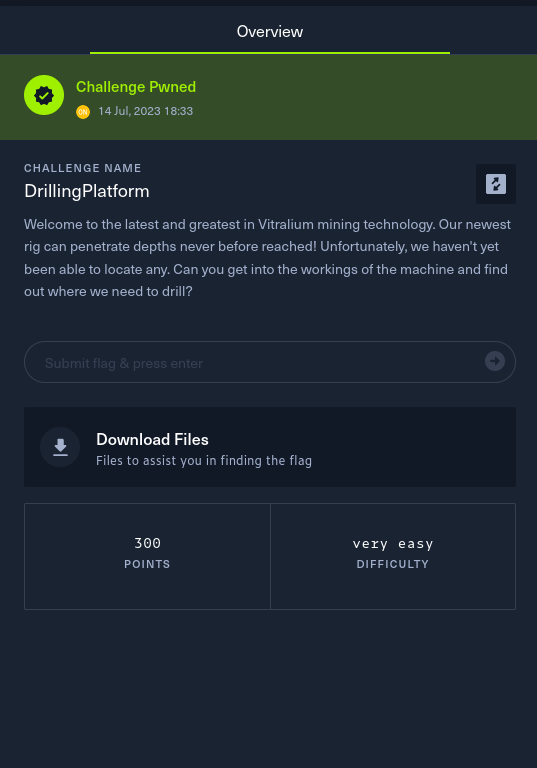 Overview
Challenge Pwned
14 Jul, 2023 18:33
CHALLENGE NAME
DrillingPlatform
Welcome to the latest and greatest in Vitralium mining technology. Our newest
rig can penetrate depths never before reached! Unfortunately, we haven't yet
been able to locate any. Can you get into the workings of the machine and find
out where we need to drill?
Submit flag & press enter
Download Files
Files to assist you in finding the flag
300
POINTS
very easy
DIFFICULTY